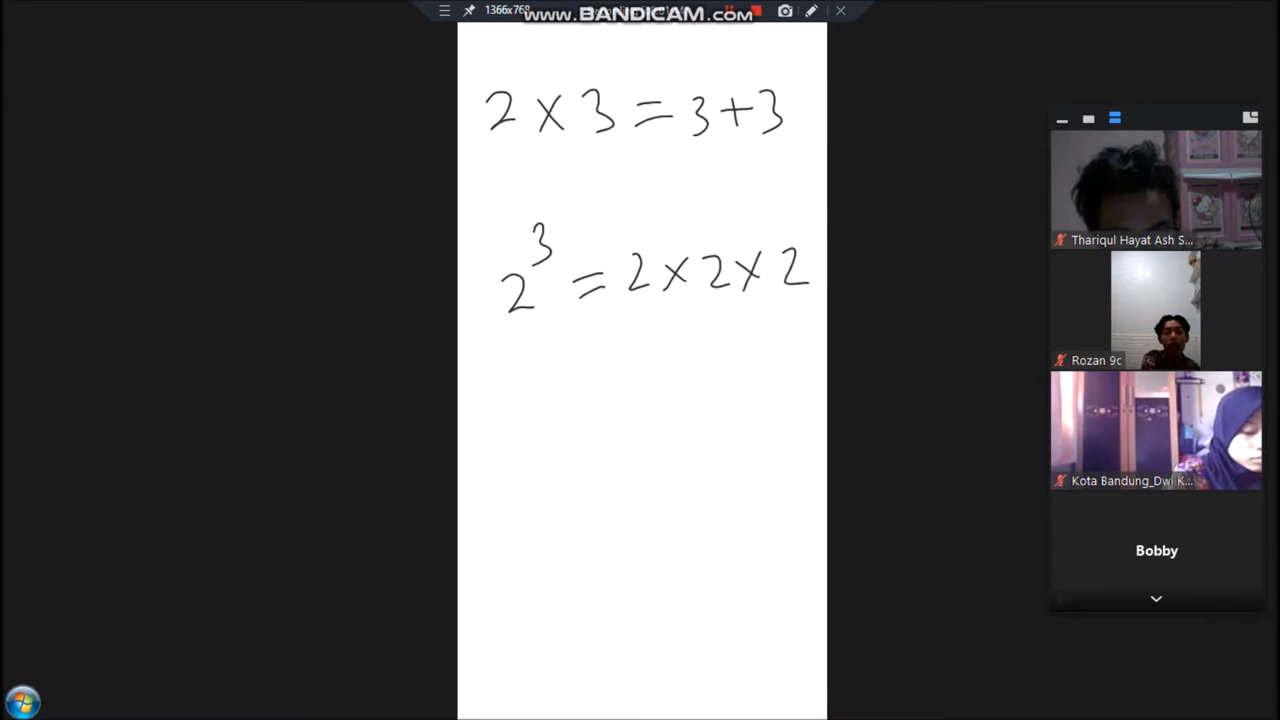 1366x768
www.BANDICAM.com
2 × 3 = 3 + 3
2³ = 2 × 2 × 2
Thariqul Hayat Ash S...
Rozan 9c
Kota Bandung_Dwi K...
Bobby